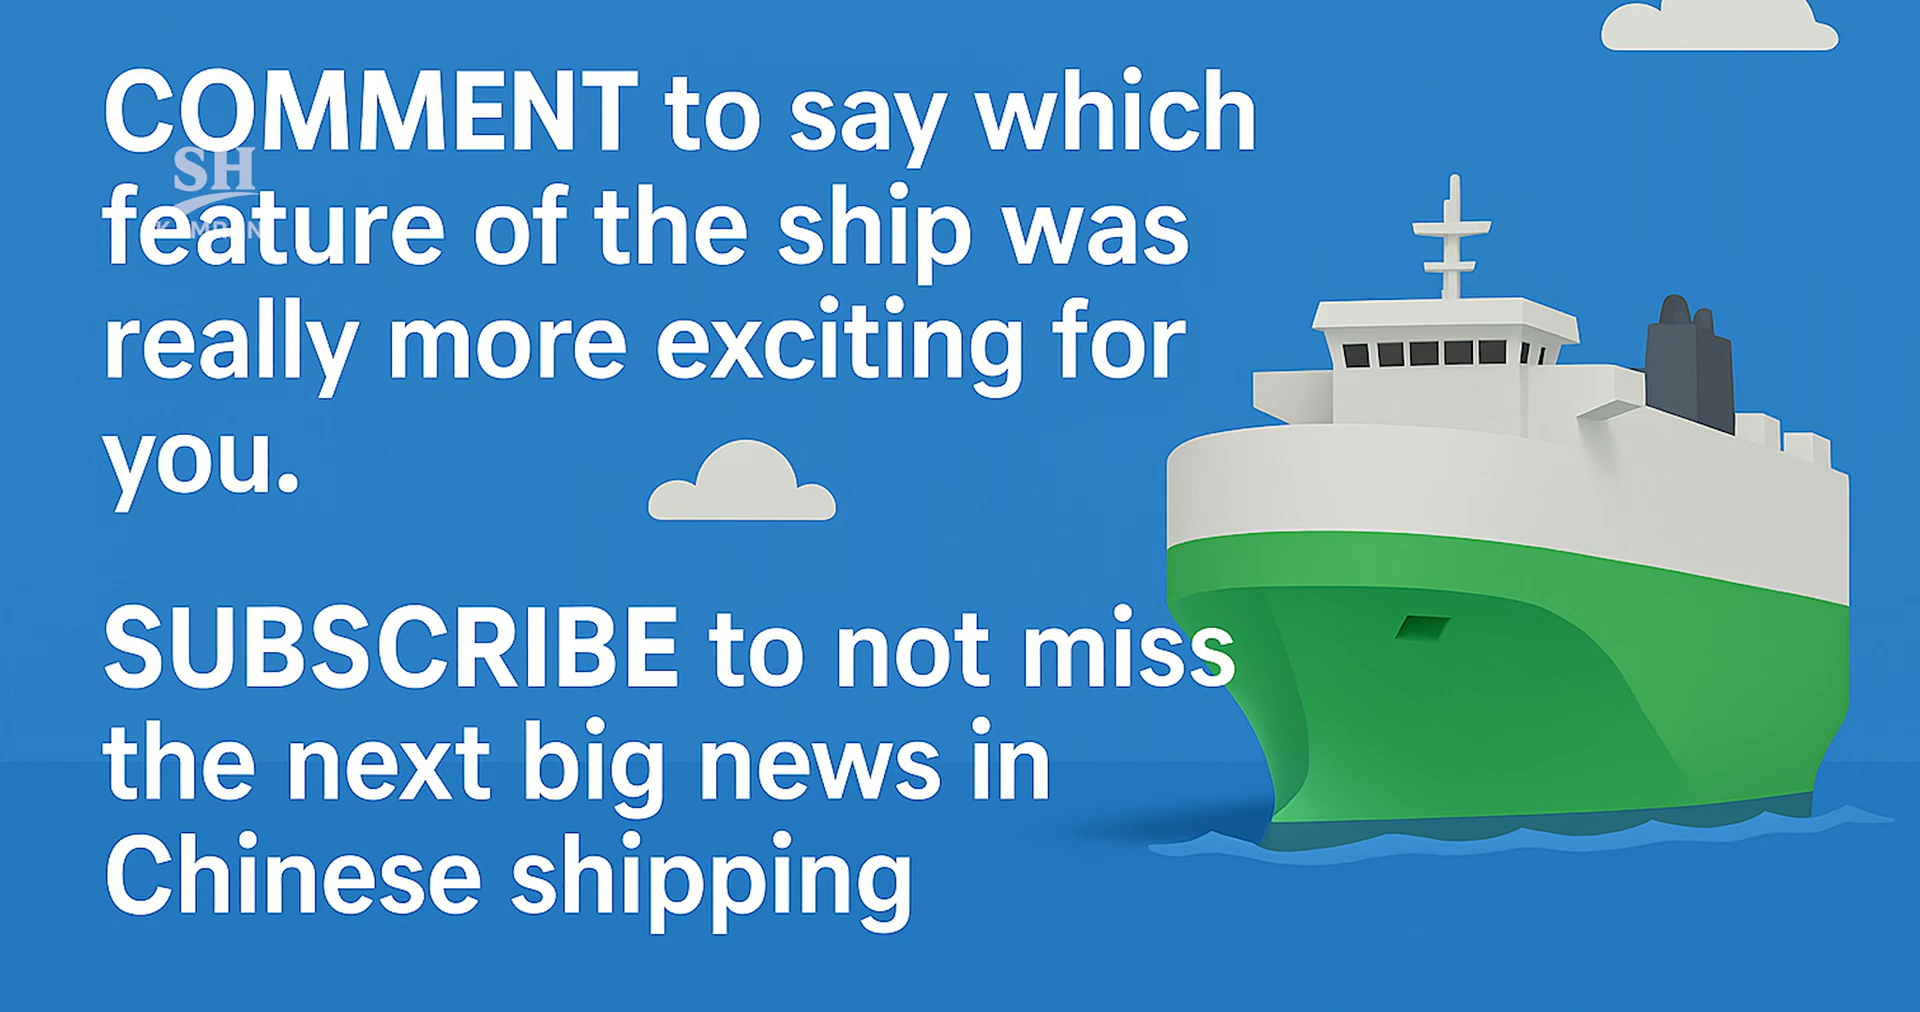 COMMENT to say which
SH
feature of the ship was
really more exciting for
you.
SUBSCRIBE to not miss
the next big news in
Chinese shipping